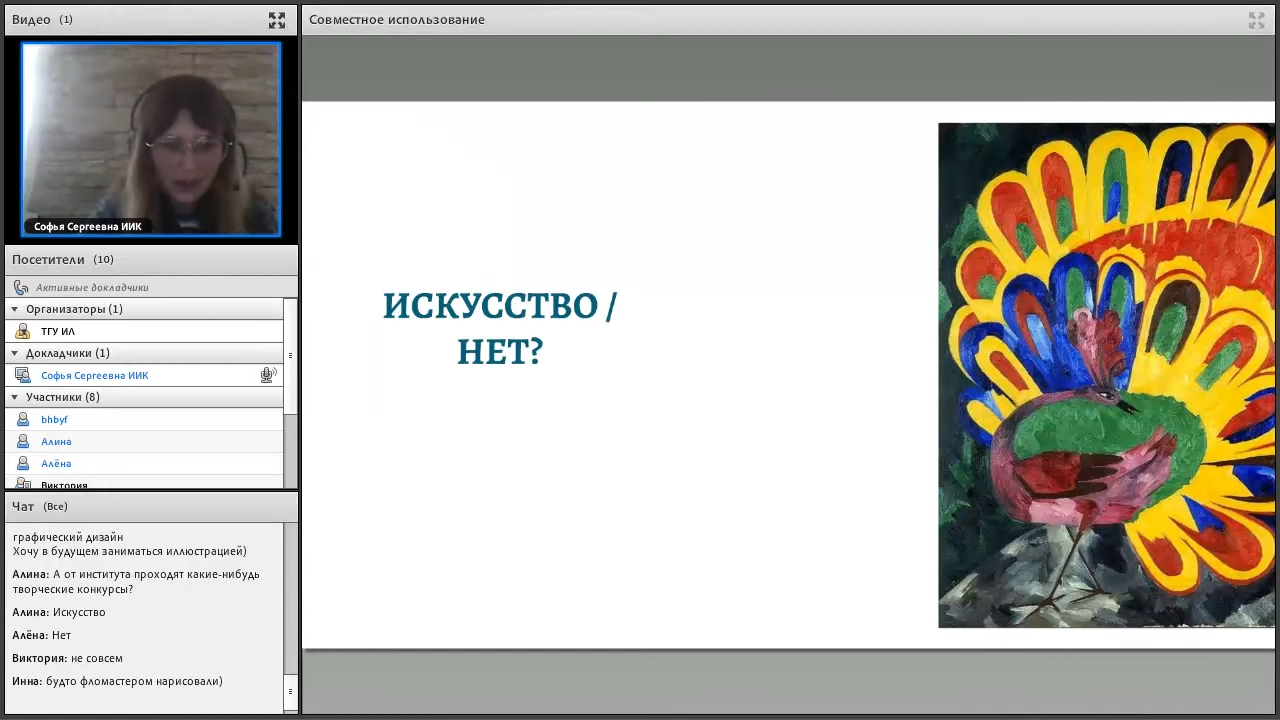 Видео (1)
Софья Сергеевна ИИК
Посетители (10)
Активные докладчики
Организаторы (1)
ТГУ ИЛ
Докладчики (1)
Софья Сергеевна ИИК
Участники (8)
bhbyf
Алина
Алёна
Виктория
Чат (Все)
графический дизайн
Хочу в будущем заниматься иллюстрацией)
Алина: А от института проходят какие-нибудь
творческие конкурсы?
Алина: Искусство
Алёна: Нет
Виктория: не совсем
Инна: будто фломастером нарисовали)
Совместное использование
ИСКУССТВО /
НЕТ?